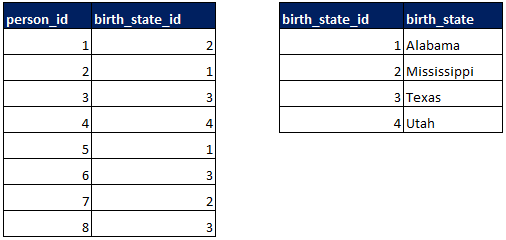 person_id birth_state_id
1 2
2 1
3 3
4 4
5 1
6 3
7 2
8 3
birth_state_id birth_state
1 Alabama
2 Mississippi
3 Texas
4 Utah